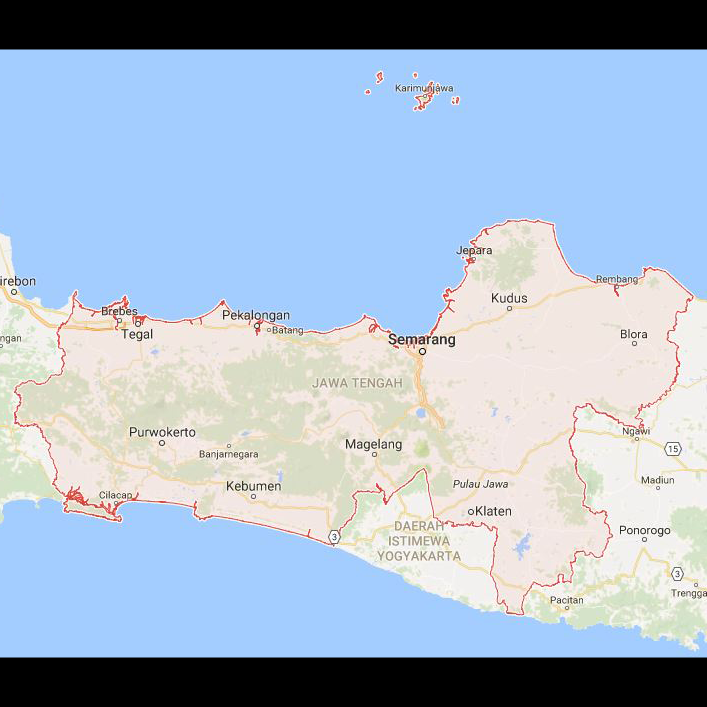 Karimunjawa
Jepara
irebon
Rembang
Kudus
Brebes
Pekalongan
Tegal
Batang
Semarang
Blora
ngan
JAWA TENGAH
Purwokerto
Ngawi
Magelang
Banjarnegara
15
Pulau Jawa
Madiun
Kebumen
Cilacap
Klaten
DAERAH
ISTIMEWA
YOGYAKARTA
Ponorogo
3
3
Trengga
Pacitan